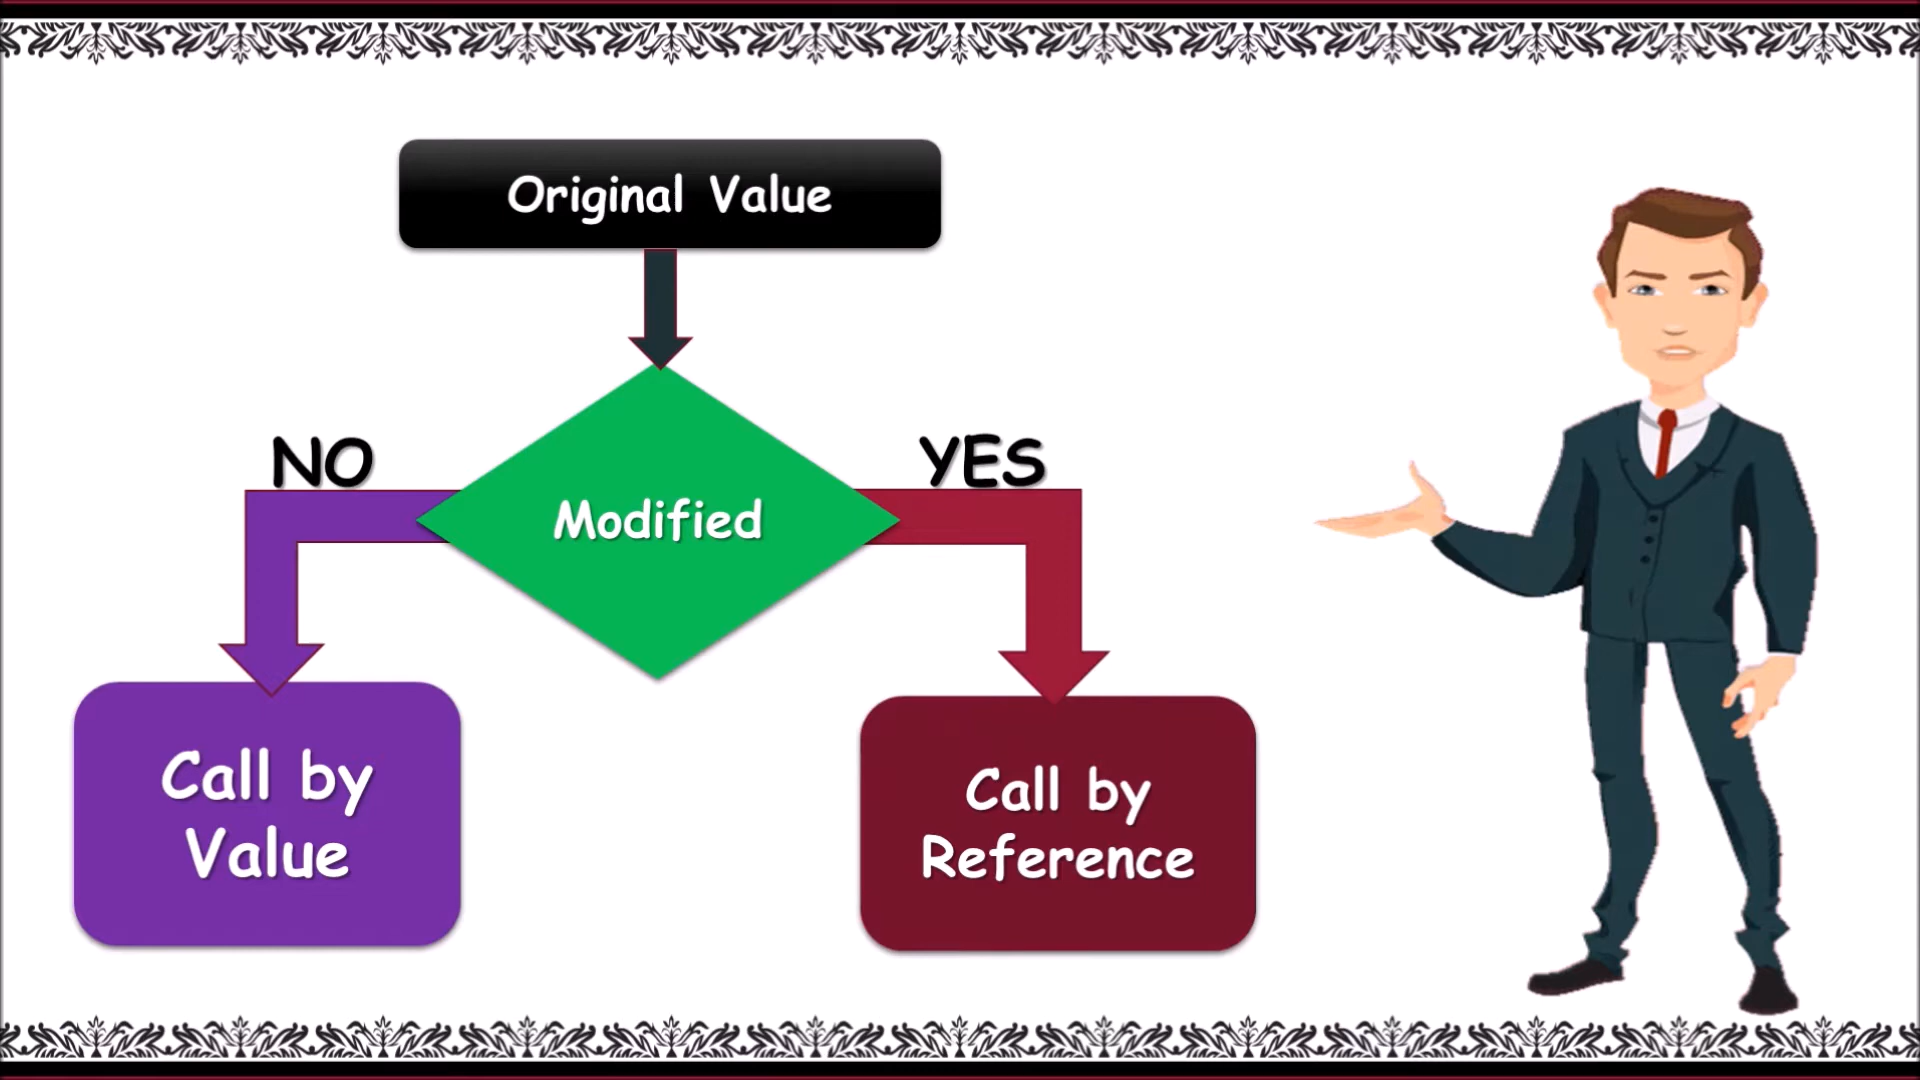 Original Value
NO
YES
Modified
Call by
Value
Call by
Reference